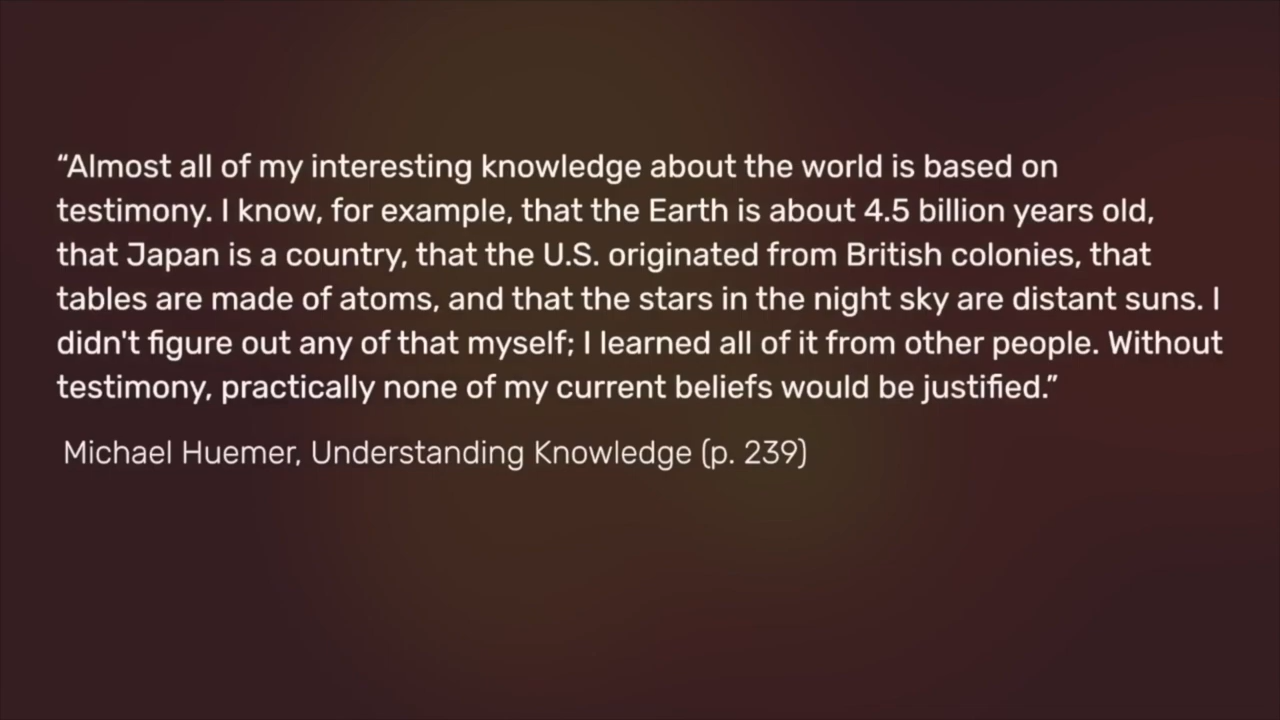 “Almost all of my interesting knowledge about the world is based on
testimony. I know, for example, that the Earth is about 4.5 billion years old,
that Japan is a country, that the U.S. originated from British colonies, that
tables are made of atoms, and that the stars in the night sky are distant suns. I
didn't figure out any of that myself; I learned all of it from other people. Without
testimony, practically none of my current beliefs would be justified.”
Michael Huemer, Understanding Knowledge (p. 239)